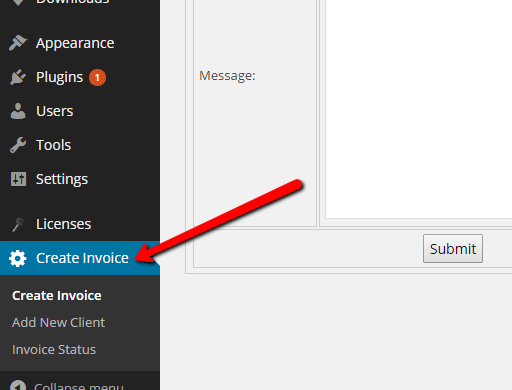 Downloads
Appearance
Plugins 1
Users
Tools
Settings
Licenses
Create Invoice
Create Invoice
Add New Client
Invoice Status
Collapse menu
Message:
Submit